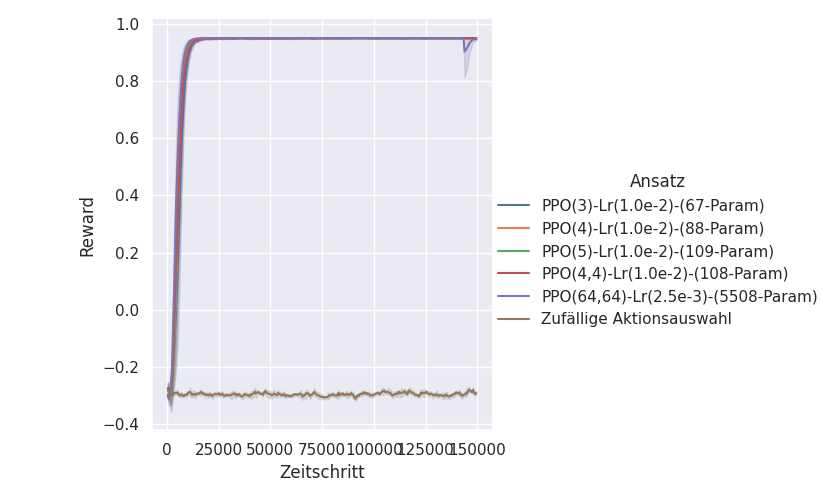 1.0
0.8
0.6
0.4
0.2
0.0
−0.2
−0.4
Reward
0 25000 50000 75000 100000 125000 150000
Zeitschritt
Ansatz
PPO(3)-Lr(1.0e-2)-(67-Param)
PPO(4)-Lr(1.0e-2)-(88-Param)
PPO(5)-Lr(1.0e-2)-(109-Param)
PPO(4,4)-Lr(1.0e-2)-(108-Param)
PPO(64,64)-Lr(2.5e-3)-(5508-Param)
Zufällige Aktionsauswahl